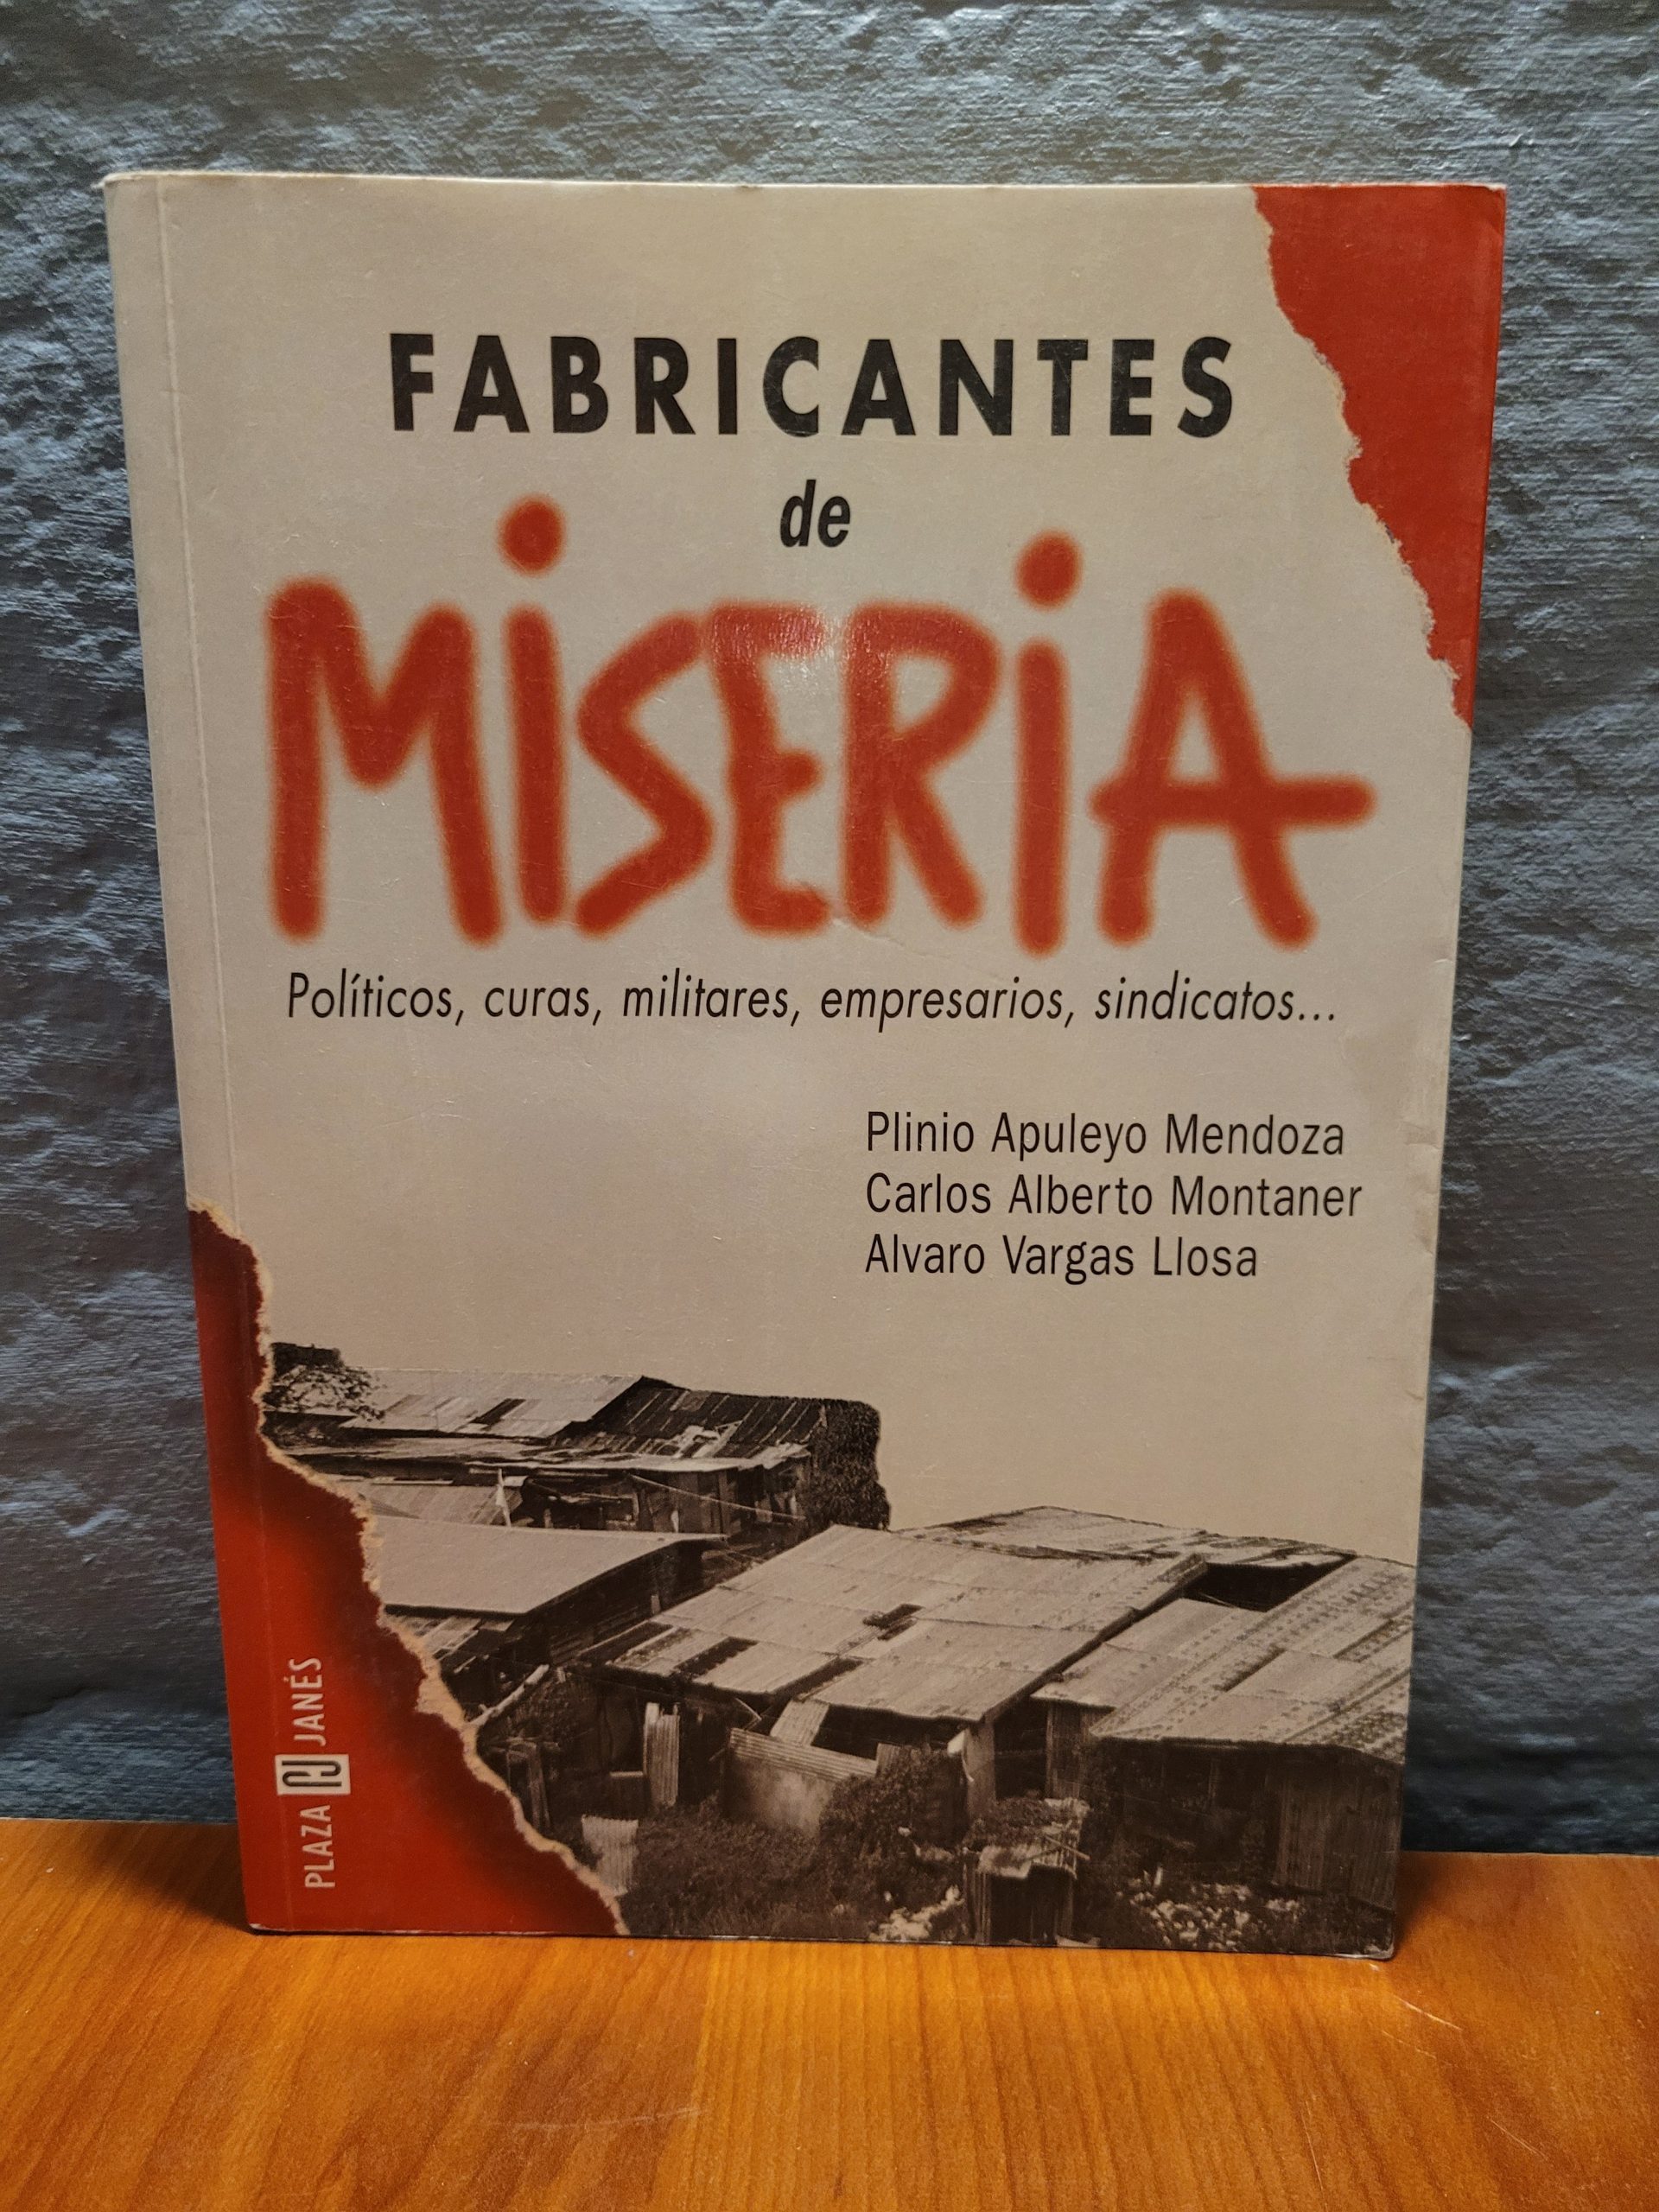 FABRICANTES
de
MiSERiA
Políticos, curas, militares, empresarios, sindicatos...
Plinio Apuleyo Mendoza
Carlos Alberto Montaner
Alvaro Vargas Llosa
PLAZA PJ JANÉS